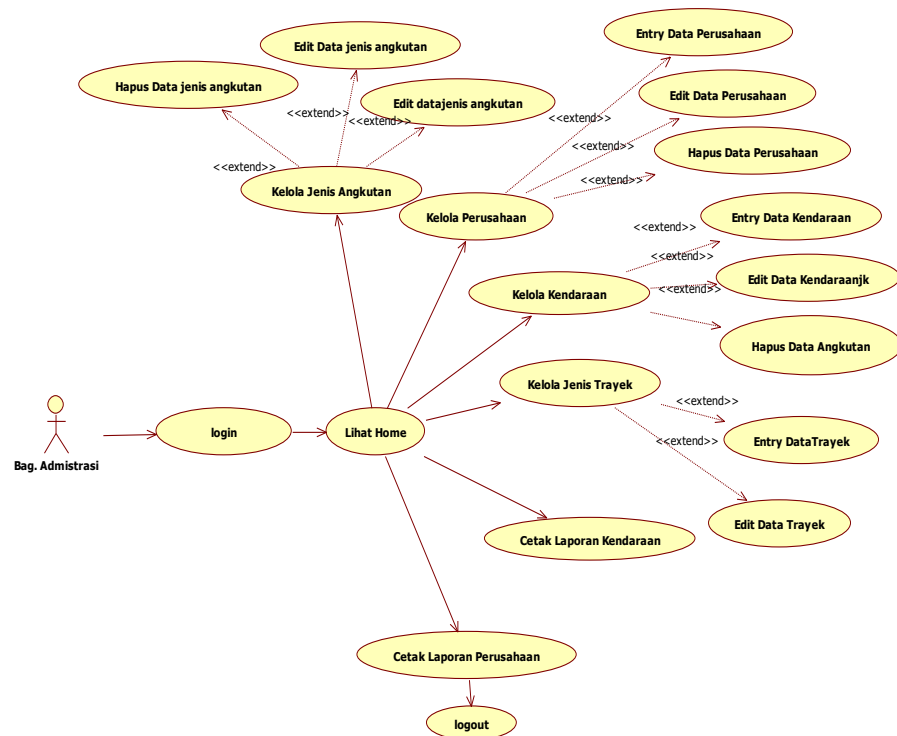 Entry Data Perusahaan
Edit Data jenis angkutan
Hapus Data jenis angkutan
Edit Data Perusahaan
Edit datajenis angkutan
<<extend>>
<<extend>>
<<extend>>
<<extend>>
Hapus Data Perusahaan
<<extend>>
<<extend>>
Kelola Jenis Angkutan
Kelola Perusahaan
Entry Data Kendaraan
<<extend>>
<<extend>>
Edit Data Kendaraanjk
Kelola Kendaraan
<<extend>>
Hapus Data Angkutan
Kelola Jenis Trayek
<<extend>>
login
Lihat Home
<<extend>>
Entry DataTrayek
Bag. Admistrasi
Edit Data Trayek
Cetak Laporan Kendaraan
Cetak Laporan Perusahaan
logout